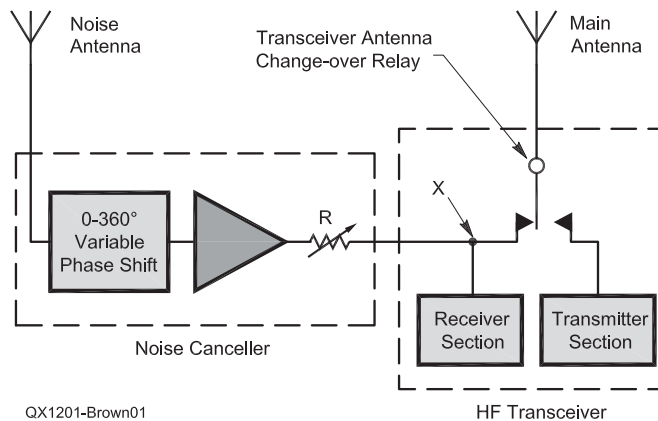 Noise
Antenna
Transceiver Antenna
Change-over Relay
Main
Antenna
0-360°
Variable
Phase Shift
R
X
Receiver
Section
Transmitter
Section
Noise Canceller
QX1201-Brown01
HF Transceiver